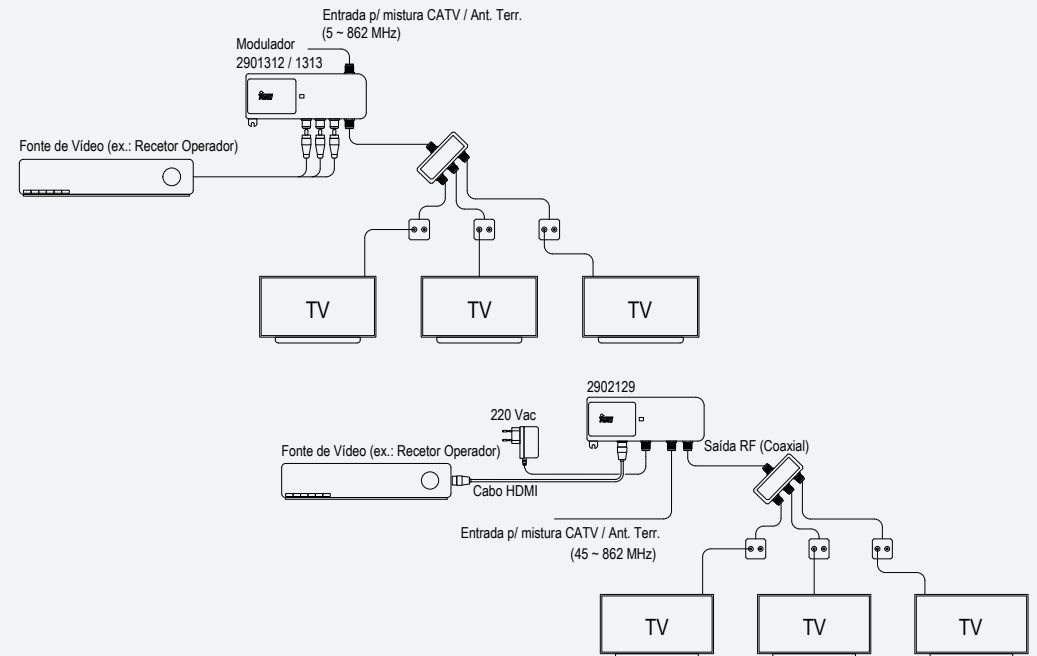 Entrada p/ mistura CATV / Ant. Terr.
(5 ~ 862 MHz)
Modulador
2901312 / 1313
Fonte de Vídeo (ex.: Recetor Operador)
TV
TV
TV
2902129
220 Vac
Saída RF (Coaxial)
Fonte de Vídeo (ex.: Recetor Operador)
Cabo HDMI
Entrada p/ mistura CATV / Ant. Terr.
(45 ~ 862 MHz)
TV
TV
TV